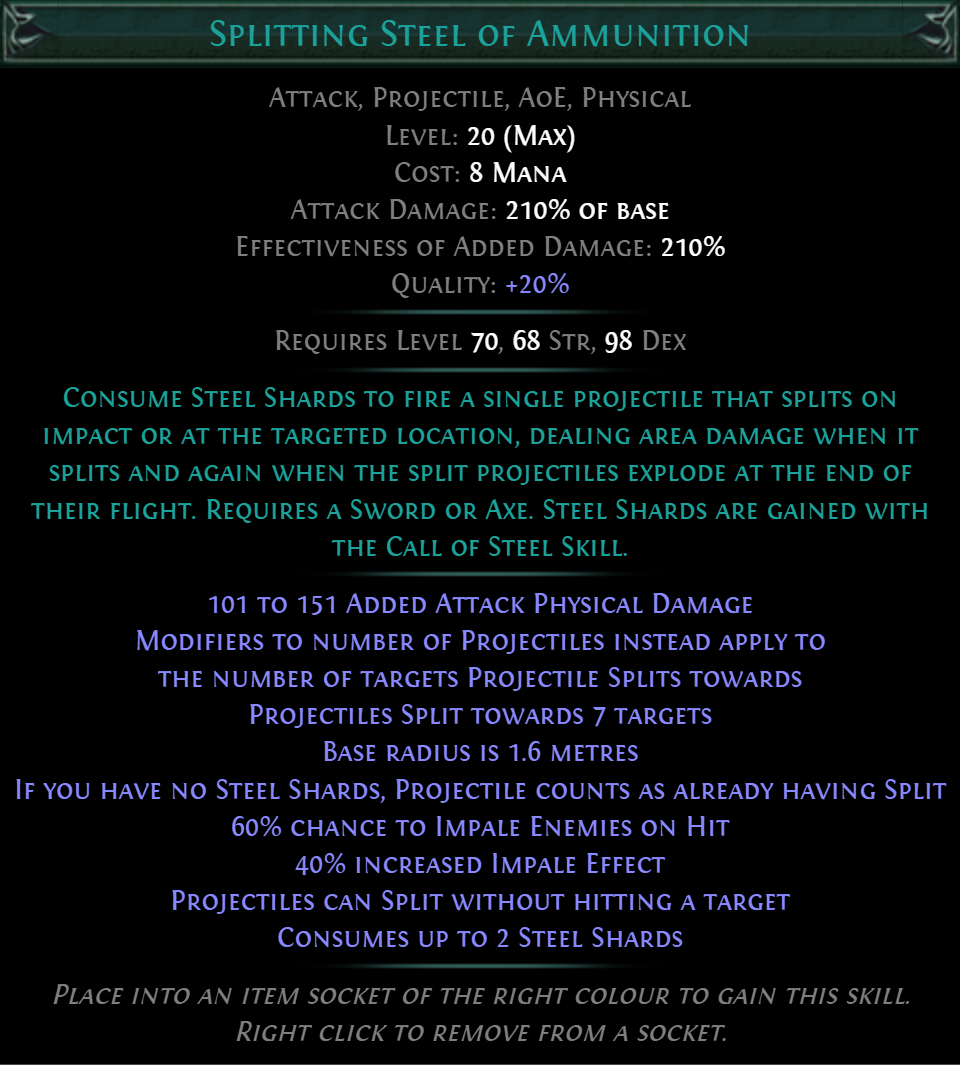 Splitting Steel of Ammunition
Attack, Projectile, AoE, Physical
Level: 20 (Max)
Cost: 8 Mana
Attack Damage: 210% of base
Effectiveness of Added Damage: 210%
Quality: +20%
Requires Level 70, 68 Str, 98 Dex
Consume Steel Shards to fire a single projectile that splits on
impact or at the targeted location, dealing area damage when it
splits and again when the split projectiles explode at the end of
their flight. Requires a Sword or Axe. Steel Shards are gained with
the Call of Steel Skill.
101 to 151 Added Attack Physical Damage
Modifiers to number of Projectiles instead apply to
the number of targets Projectile Splits towards
Projectiles Split towards 7 targets
Base radius is 1.6 metres
If you have no Steel Shards, Projectile counts as already having Split
60% chance to Impale Enemies on Hit
40% increased Impale Effect
Projectiles can Split without hitting a target
Consumes up to 2 Steel Shards
Place into an item socket of the right colour to gain this skill.
Right click to remove from a socket.